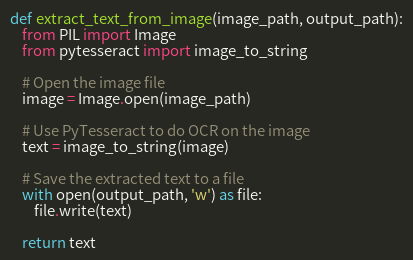 def extract_text_from_image(image_path, output_path):
    from PIL import Image
    from pytesseract import image_to_string

    # Open the image file
    image = Image.open(image_path)

    # Use PyTesseract to do OCR on the image
    text = image_to_string(image)

    # Save the extracted text to a file
    with open(output_path, 'w') as file:
        file.write(text)

    return text